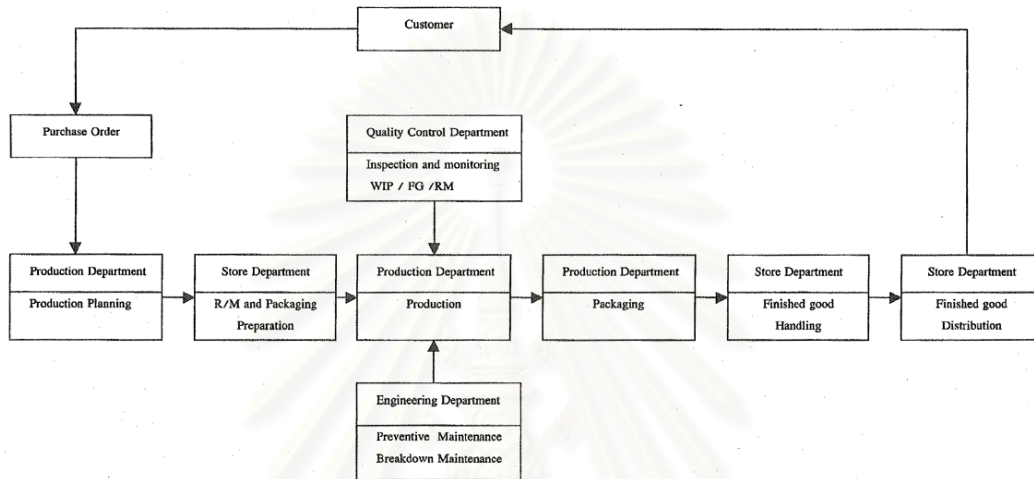 Customer
Purchase Order
Quality Control Department
Inspection and monitoring
WIP / FG /RM
Production Department
Production Planning
Store Department
R/M and Packaging
Preparation
Production Department
Production
Production Department
Packaging
Store Department
Finished good
Handling
Store Department
Finished good
Distribution
Engineering Department
Preventive Maintenance
Breakdown Maintenance